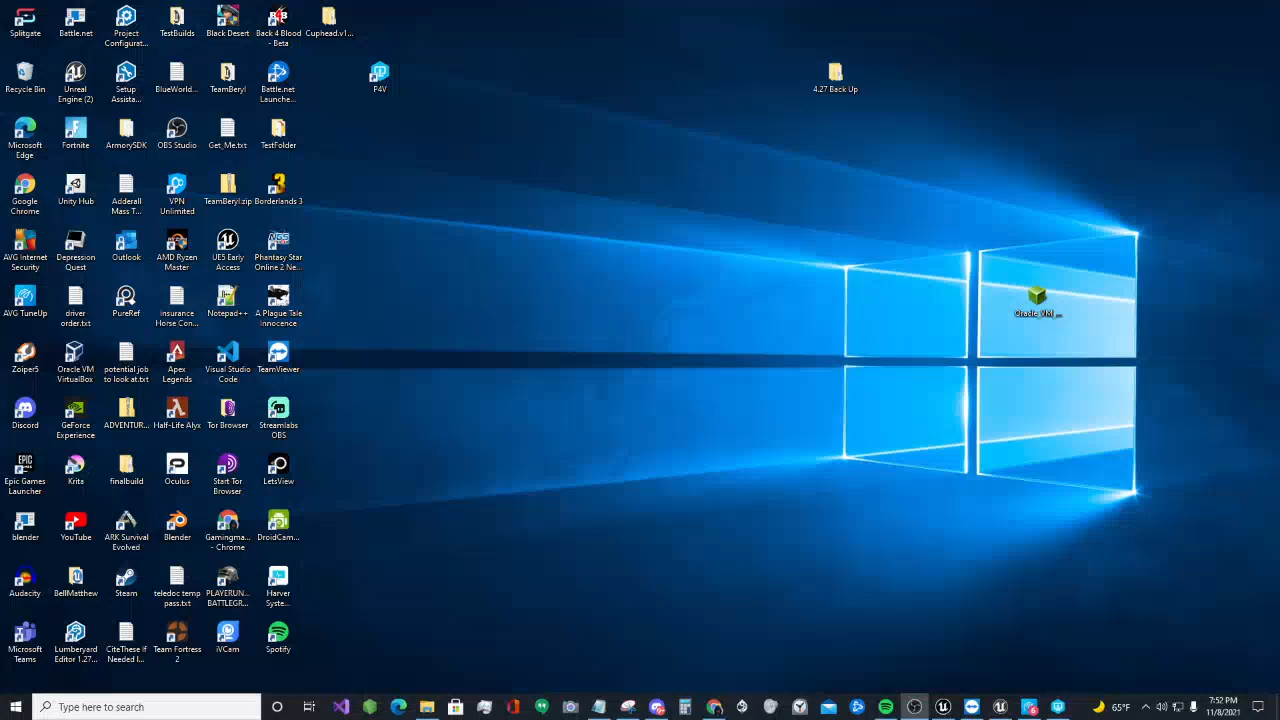 Splitgate
Battle.net
Project
Configurat...
TestBuilds
Black Desert
Back 4 Blood
- Beta
Cuphead.v1...
Recycle Bin
Unreal
Engine (2)
Setup
Assista...
BlueWorld...
TeamBeryl
Battle.net
Launche...
P4V
4.27 Back Up
Microsoft
Edge
Fortnite
ArmorySDK
OBS Studio
Get_Me.txt
TestFolder
Google
Chrome
Unity Hub
Adderall
Mass T...
VPN
Unlimited
TeamBeryl.zip
Borderlands 3
AVG Internet
Security
Depression
Quest
Outlook
AMD Ryzen
Master
UE5 Early
Access
Phantasy Star
Online 2 Ne...
AVG TuneUp
driver
order.txt
PureRef
insurance
Horse Con...
Notepad++
A Plague Tale
Innocence
Oracle_VM_...
Zoiper5
Oracle VM
VirtualBox
potential job
to look at.txt
Apex
Legends
Visual Studio
Code
TeamViewer
Discord
GeForce
Experience
ADVENTUR...
Half-Life Alyx
Tor Browser
Streamlabs
OBS
EPIC
GAMES
Epic Games
Launcher
Krita
finalbuild
Oculus
Start Tor
Browser
LetsView
blender
YouTube
ARK Survival
Evolved
Blender
Gamingma...
- Chrome
DroidCam...
Audacity
BellMatthew
Steam
teledoc temp
pass.txt
PLAYERUN...
BATTLEGR...
Harver
Syste...
Microsoft
Teams
Lumberyard
Editor 1.27...
CiteThese If
Needed I...
Team Fortress
2
iVCam
Spotify
Type here to search
65°F
7:52 PM
11/8/2021